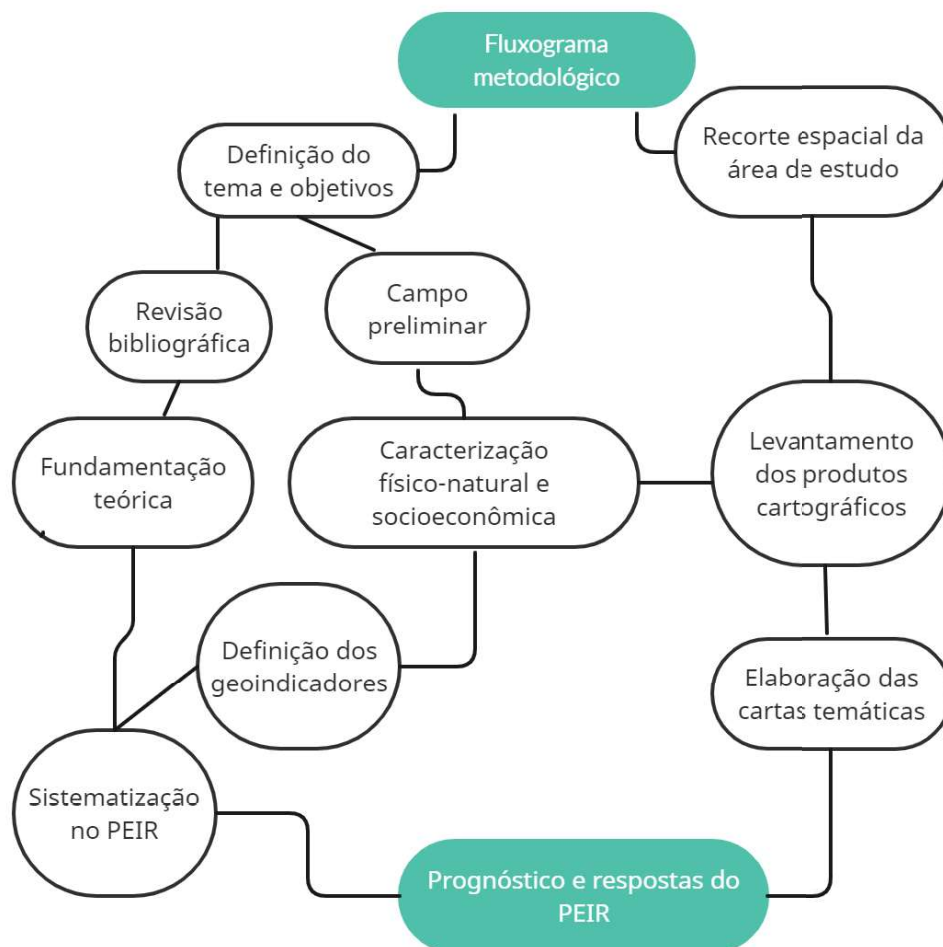 Fluxograma
metodológico
Definição do
tema e objetivos
Recorte espacial da
área de estudo
Revisão
bibliográfica
Campo
preliminar
Fundamentação
teórica
Caracterização
físico-natural e
socioeconômica
Levantamento
dos produtos
cartográficos
Definição dos
geoindicadores
Elaboração das
cartas temáticas
Sistematização
no PEIR
Prognóstico e respostas do
PEIR